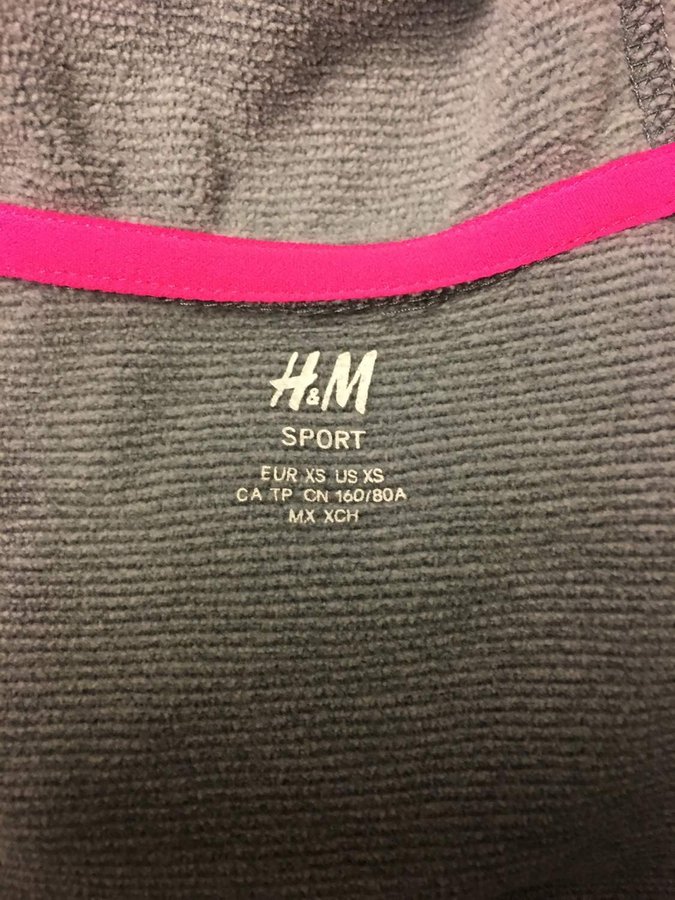 H&M
SPORT
EUR XS US XS
CA TP CN 160/80A
MX XCH